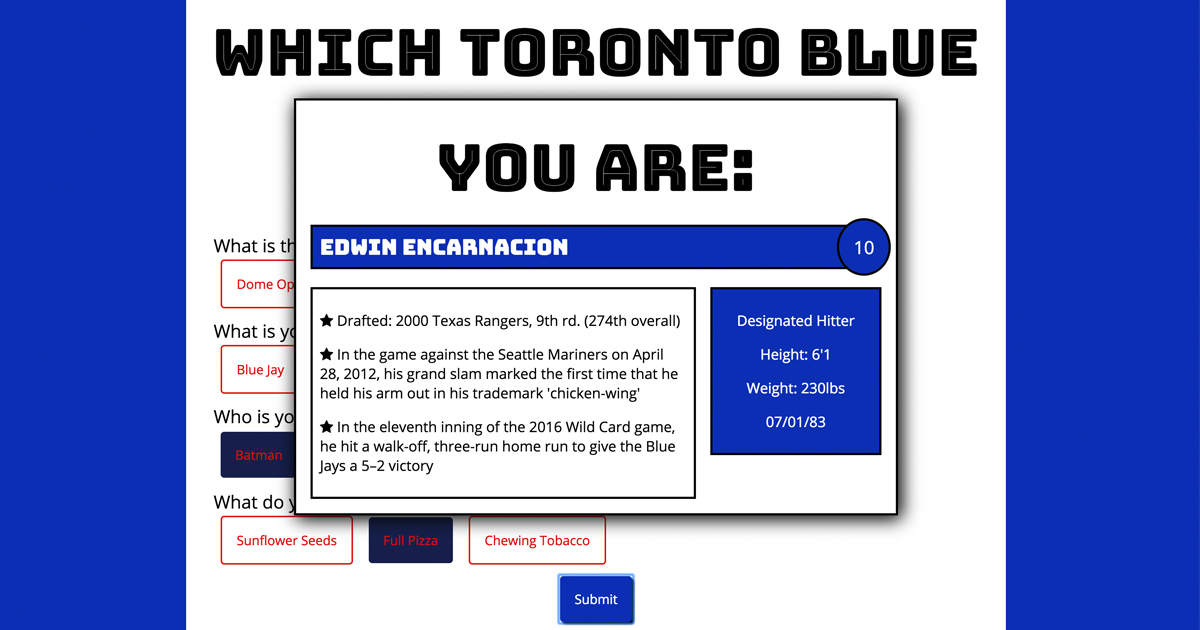 WHICH TORONTO BLUE
YOU ARE:
EDWIN ENCARNACION
10
★ Drafted: 2000 Texas Rangers, 9th rd. (274th overall)
★ In the game against the Seattle Mariners on April
28, 2012, his grand slam marked the first time that he
held his arm out in his trademark 'chicken-wing'
★ In the eleventh inning of the 2016 Wild Card game,
he hit a walk-off, three-run home run to give the Blue
Jays a 5–2 victory
Designated Hitter
Height: 6'1
Weight: 230lbs
07/01/83
What is th
Dome Op
What is yo
Blue Jay
Who is yo
Batman
What do y
Sunflower Seeds
Full Pizza
Chewing Tobacco
Submit